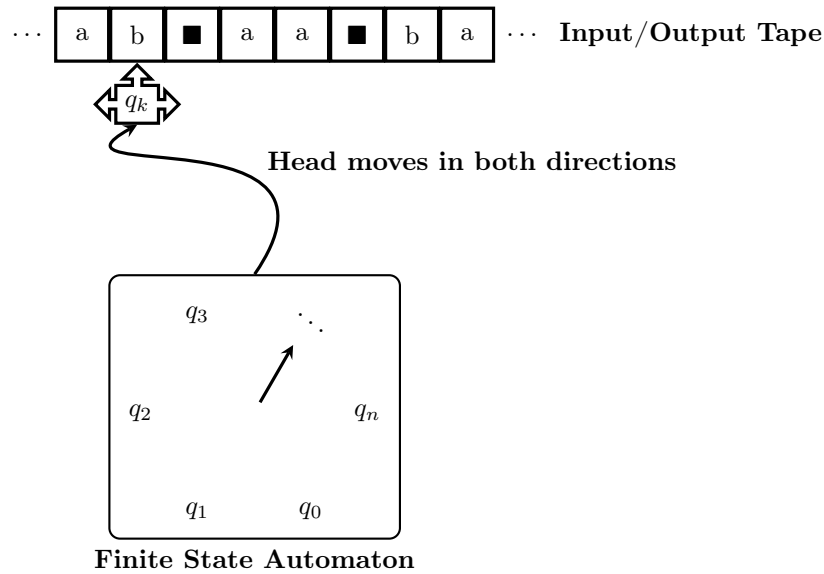 ··· a b ■ a a ■ b a ··· Input/Output Tape
q_k
Head moves in both directions
q_3 ⋱
q_2 q_n
q_1 q_0
Finite State Automaton